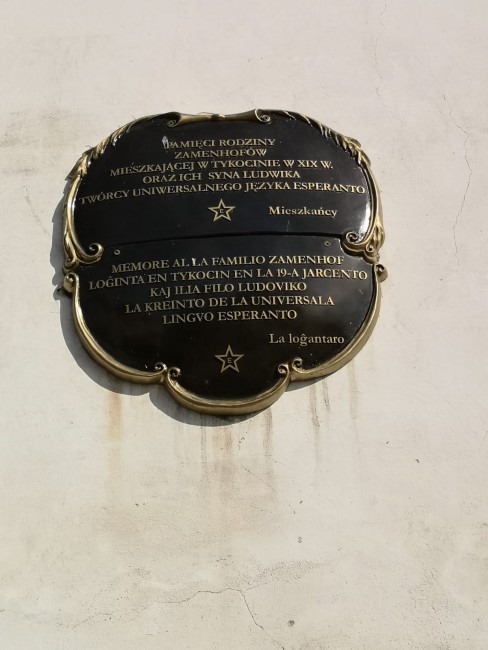 PAMIĘCI RODZINY
ZAMENHOFÓW
MIESZKAJĄCEJ W TYKOCINIE W XIX W.
ORAZ ICH SYNA LUDWIKA
TWÓRCY UNIWERSALNEGO JĘZYKA ESPERANTO
E
Mieszkańcy
MEMORE AL LA FAMILIO ZAMENHOF
LOĜINTA EN TYKOCIN EN LA 19-A JARCENTO
KAJ ILIA FILO LUDOVIKO
LA KREINTO DE LA UNIVERSALA
LINGVO ESPERANTO
La loĝantaro
E